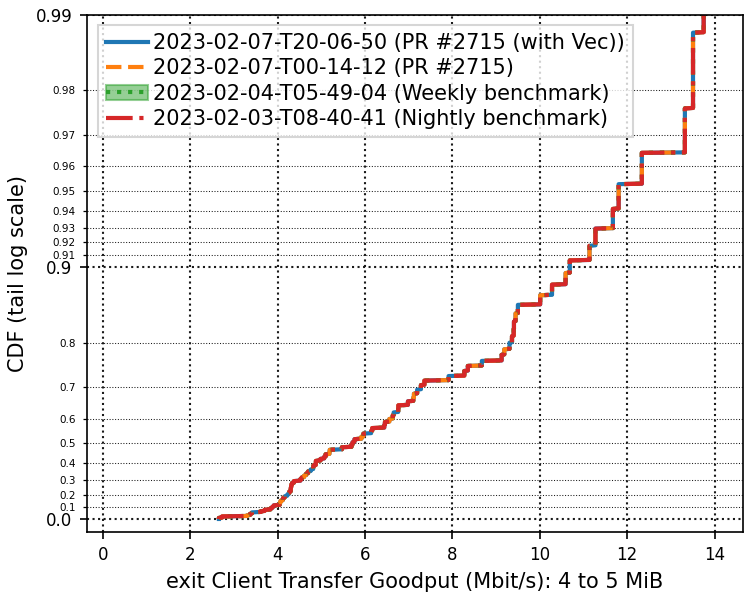 0.99
2023-02-07-T20-06-50 (PR #2715 (with Vec))
2023-02-07-T00-14-12 (PR #2715)
2023-02-04-T05-49-04 (Weekly benchmark)
2023-02-03-T08-40-41 (Nightly benchmark)
0.98
0.97
0.96
0.95
0.94
0.93
0.92
0.91
0.9
0.8
0.7
0.6
0.5
0.4
0.3
0.2
0.1
0.0
CDF (tail log scale)
0 2 4 6 8 10 12 14
exit Client Transfer Goodput (Mbit/s): 4 to 5 MiB